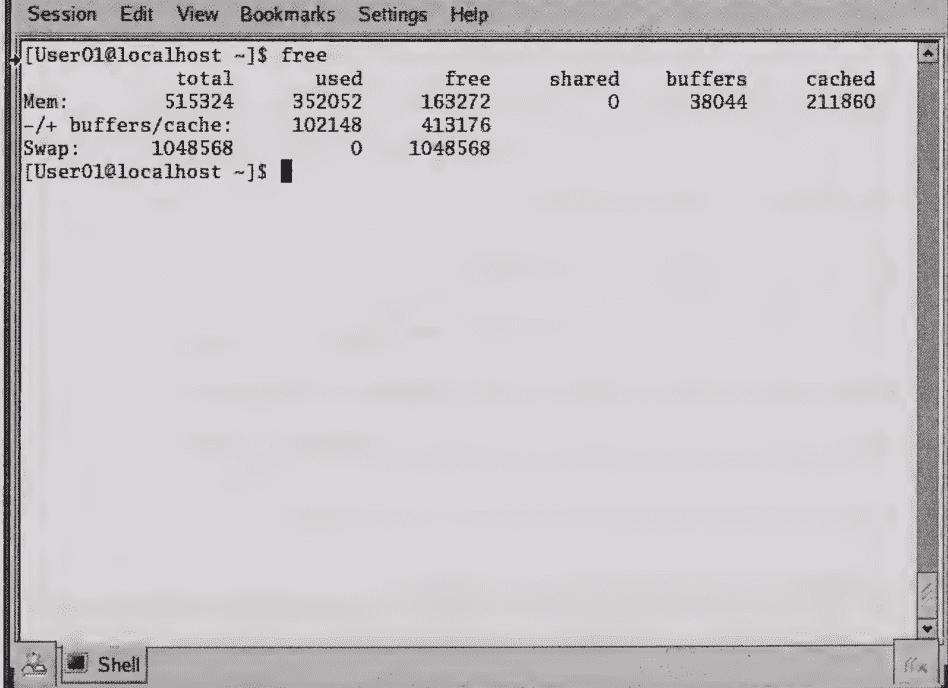 Session Edit View Bookmarks Settings Help
[User01@localhost ~]$ free
total used free shared buffers cached
Mem: 515324 352052 163272 0 38044 211860
-/+ buffers/cache: 102148 413176
Swap: 1048568 0 1048568
[User01@localhost ~]$
Shell